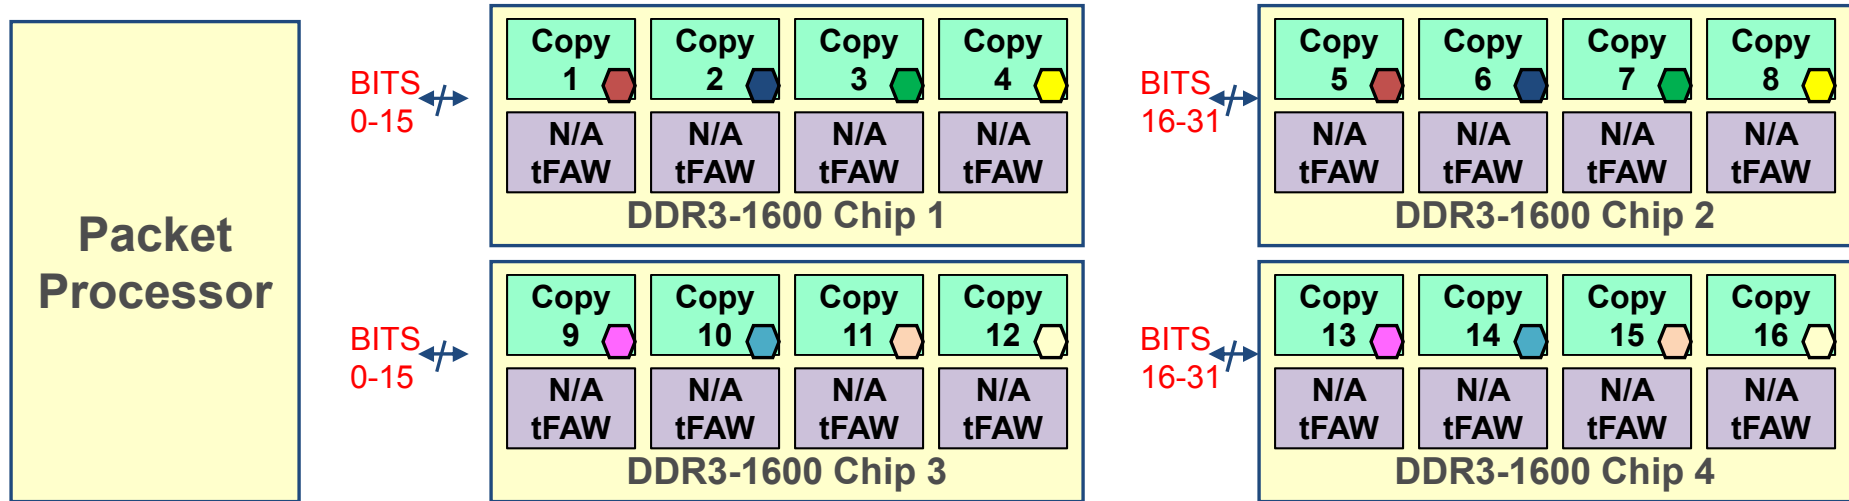 Packet
Processor
BITS
0-15
Copy
1
Copy
2
Copy
3
Copy
4
N/A
tFAW
N/A
tFAW
N/A
tFAW
N/A
tFAW
DDR3-1600 Chip 1
BITS
16-31
Copy
5
Copy
6
Copy
7
Copy
8
N/A
tFAW
N/A
tFAW
N/A
tFAW
N/A
tFAW
DDR3-1600 Chip 2
BITS
0-15
Copy
9
Copy
10
Copy
11
Copy
12
N/A
tFAW
N/A
tFAW
N/A
tFAW
N/A
tFAW
DDR3-1600 Chip 3
BITS
16-31
Copy
13
Copy
14
Copy
15
Copy
16
N/A
tFAW
N/A
tFAW
N/A
tFAW
N/A
tFAW
DDR3-1600 Chip 4